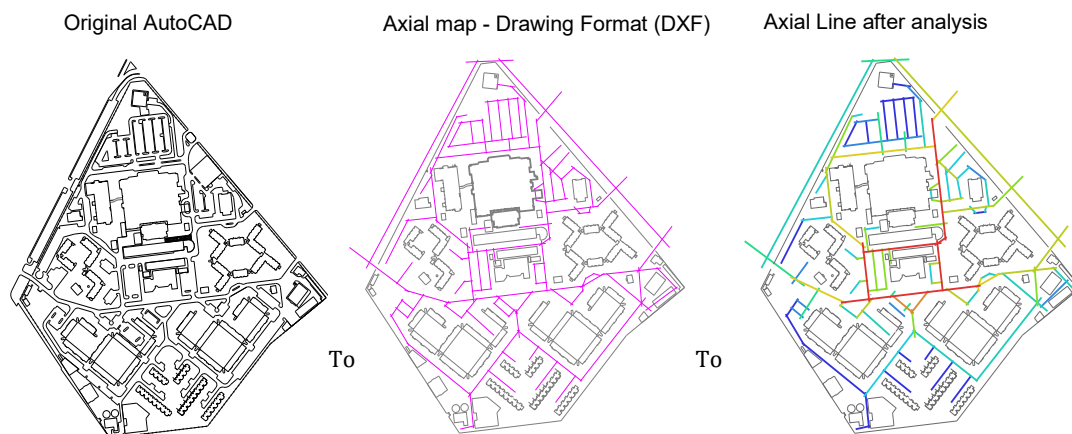 Original AutoCAD
Axial map - Drawing Format (DXF)
Axial Line after analysis
To
To